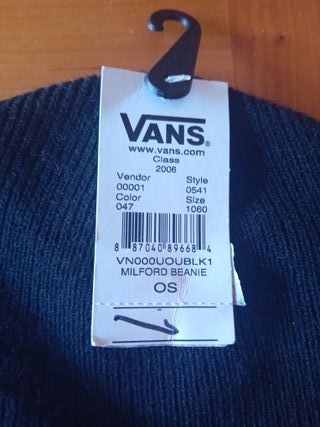 VANS®
www.vans.com
Class
2006
Vendor Style
00001 0541
Color Size
047 1060
8 87040 89668 4
VN000UOUBLK1
MILFORD BEANIE
OS